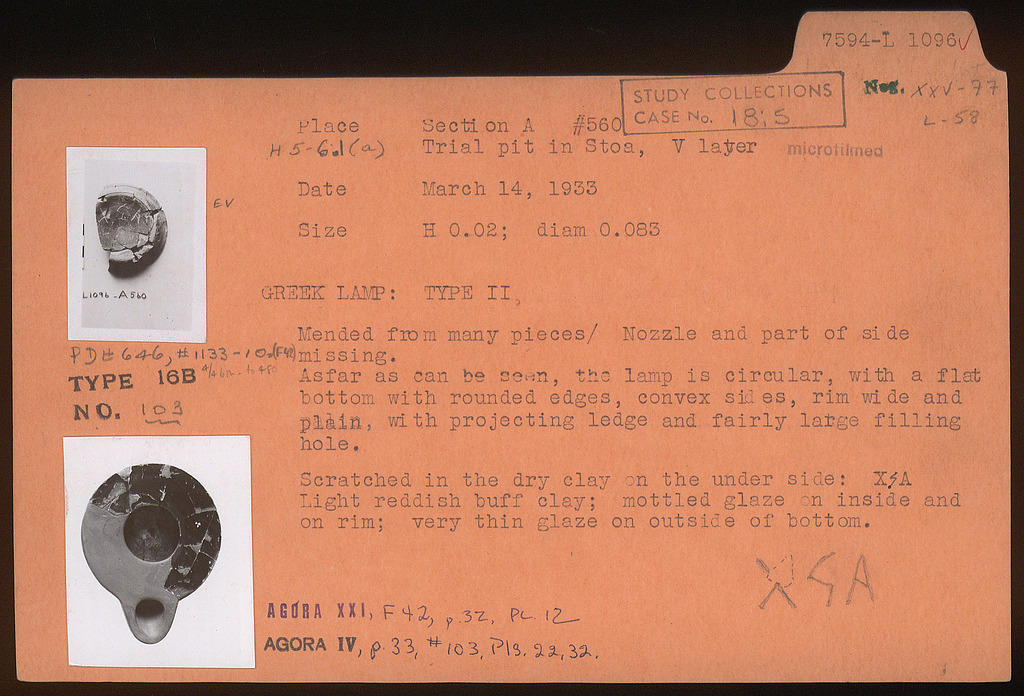 7594-L 1096✓
STUDY COLLECTIONS
CASE No. 18:5
Neg. XXV-77
L-58
Place Section A #560
H 5-6:1(a) Trial pit in Stoa, V layer microfilmed
Date March 14, 1933
EV
Size H 0.02; diam 0.083
L1096-A560
GREEK LAMP: TYPE II,
Mended from many pieces/ Nozzle and part of side
missing.
PD# 646, #1133-10.(F42)
TYPE 16B
NO. 103
Asfar as can be seen, the lamp is circular, with a flat
bottom with rounded edges, convex sides, rim wide and
plain, with projecting ledge and fairly large filling
hole.
Scratched in the dry clay on the under side: XϟA
Light reddish buff clay; mottled glaze on inside and
on rim; very thin glaze on outside of bottom.
XϟA
AGORA XXI, F42, p.32, PL. 12
AGORA IV, p.33, #103, Pls. 22,32.